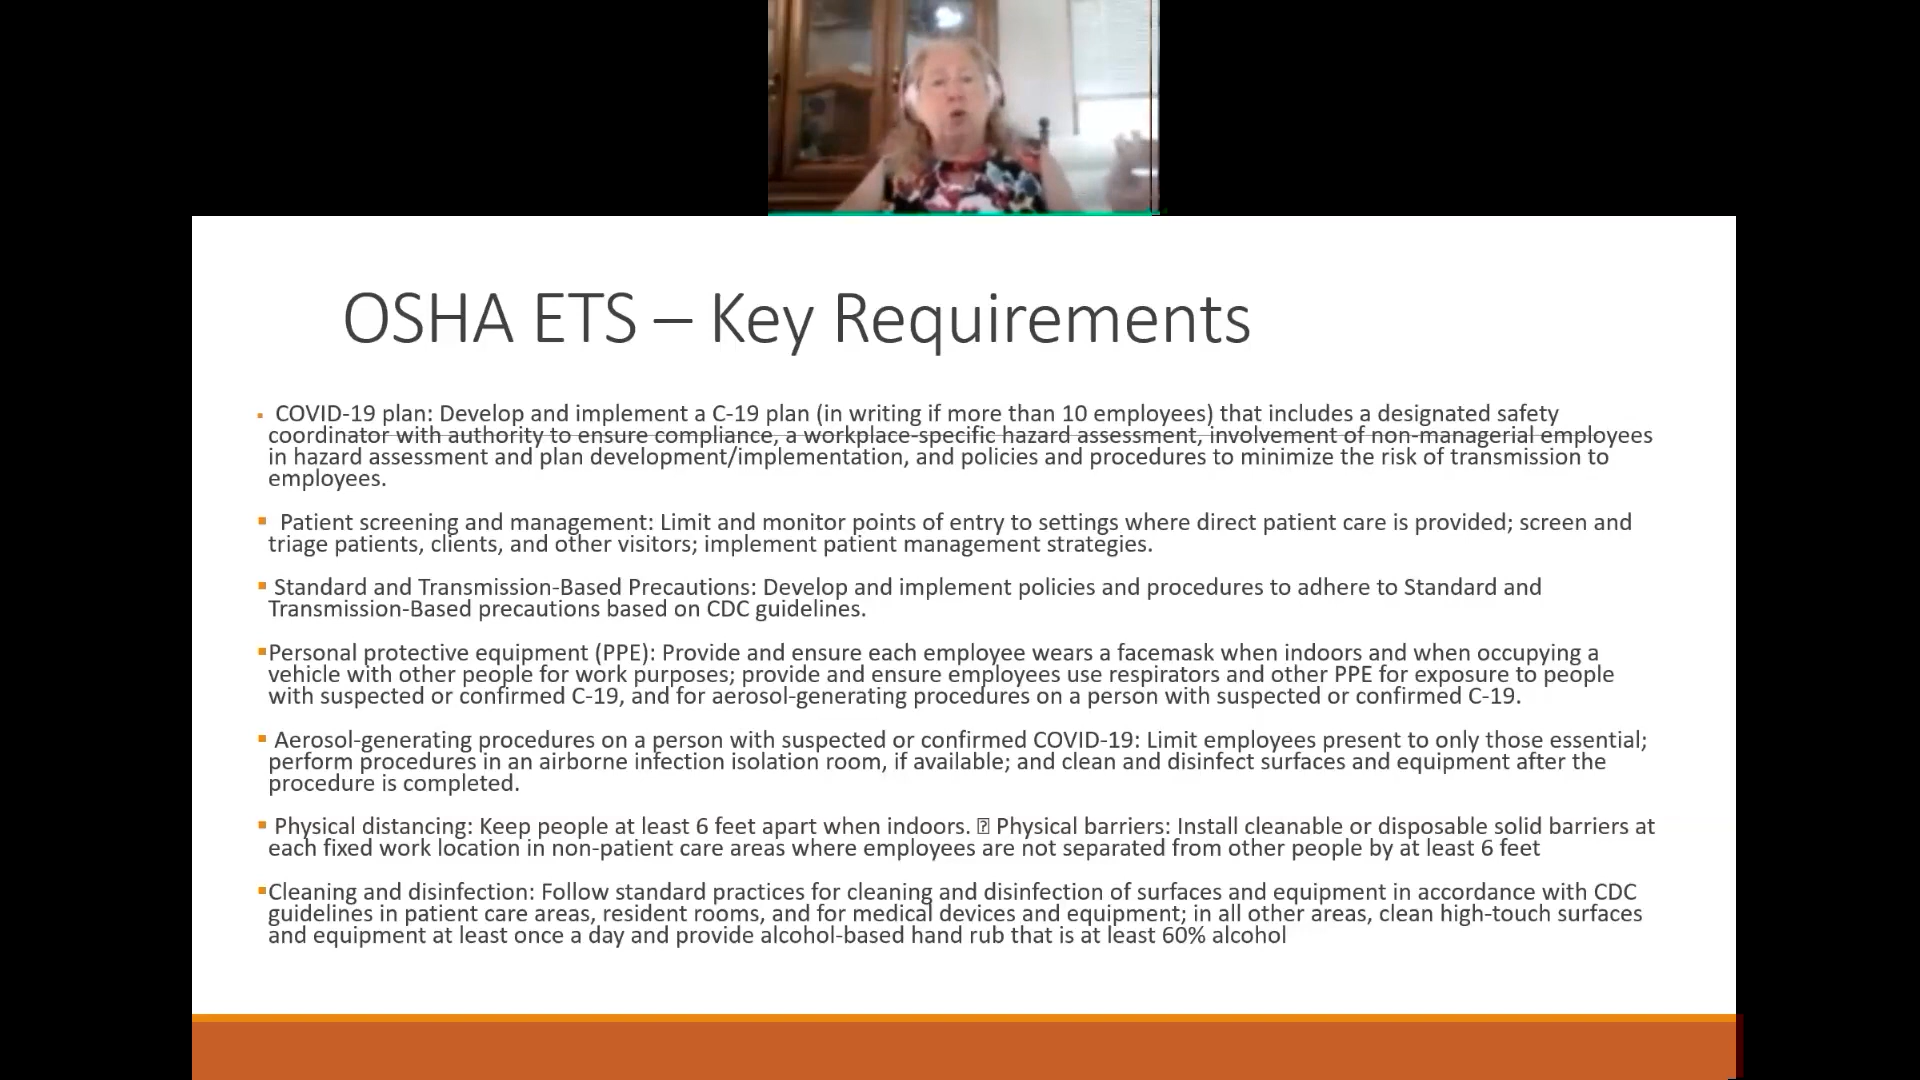 OSHA ETS – Key Requirements
▪ COVID-19 plan: Develop and implement a C-19 plan (in writing if more than 10 employees) that includes a designated safety
coordinator with authority to ensure compliance, a workplace-specific hazard assessment, involvement of non-managerial employees
in hazard assessment and plan development/implementation, and policies and procedures to minimize the risk of transmission to
employees.
▪ Patient screening and management: Limit and monitor points of entry to settings where direct patient care is provided; screen and
triage patients, clients, and other visitors; implement patient management strategies.
▪ Standard and Transmission-Based Precautions: Develop and implement policies and procedures to adhere to Standard and
Transmission-Based precautions based on CDC guidelines.
▪Personal protective equipment (PPE): Provide and ensure each employee wears a facemask when indoors and when occupying a
vehicle with other people for work purposes; provide and ensure employees use respirators and other PPE for exposure to people
with suspected or confirmed C-19, and for aerosol-generating procedures on a person with suspected or confirmed C-19.
▪ Aerosol-generating procedures on a person with suspected or confirmed COVID-19: Limit employees present to only those essential;
perform procedures in an airborne infection isolation room, if available; and clean and disinfect surfaces and equipment after the
procedure is completed.
▪ Physical distancing: Keep people at least 6 feet apart when indoors. ⍰ Physical barriers: Install cleanable or disposable solid barriers at
each fixed work location in non-patient care areas where employees are not separated from other people by at least 6 feet
▪Cleaning and disinfection: Follow standard practices for cleaning and disinfection of surfaces and equipment in accordance with CDC
guidelines in patient care areas, resident rooms, and for medical devices and equipment; in all other areas, clean high-touch surfaces
and equipment at least once a day and provide alcohol-based hand rub that is at least 60% alcohol